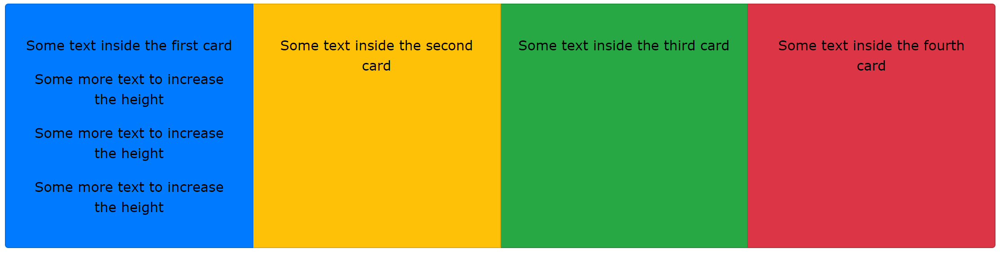 Some text inside the first card
Some more text to increase
the height
Some more text to increase
the height
Some more text to increase
the height
Some text inside the second
card
Some text inside the third card
Some text inside the fourth
card